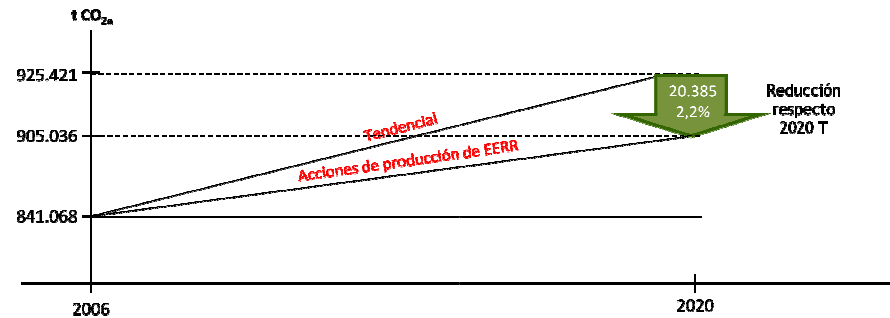 t CO2e
925.421
20.385
2,2%
Reducción
respecto
2020 T
Tendencial
905.036
Acciones de producción de EERR
841.068
2006
2020